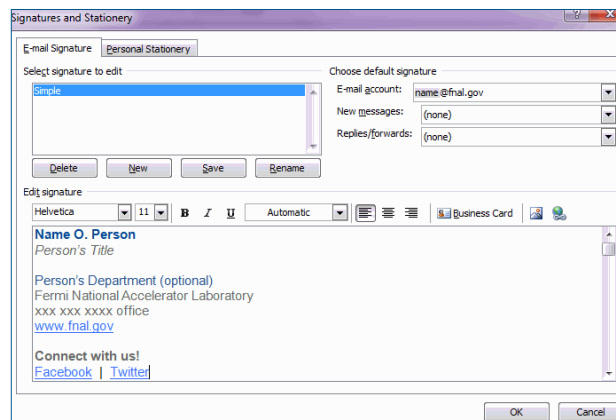 Signatures and Stationery
E-mail Signature Personal Stationery
Select signature to edit Choose default signature
Simple
E-mail account: name@fnal.gov
New messages: (none)
Replies/forwards: (none)
Delete New Save Rename
Edit signature
Helvetica 11 B I U Automatic Business Card
Name O. Person
Person's Title
Person's Department (optional)
Fermi National Accelerator Laboratory
xxx xxx xxxx office
www.fnal.gov
Connect with us!
Facebook | Twitter
OK Cancel